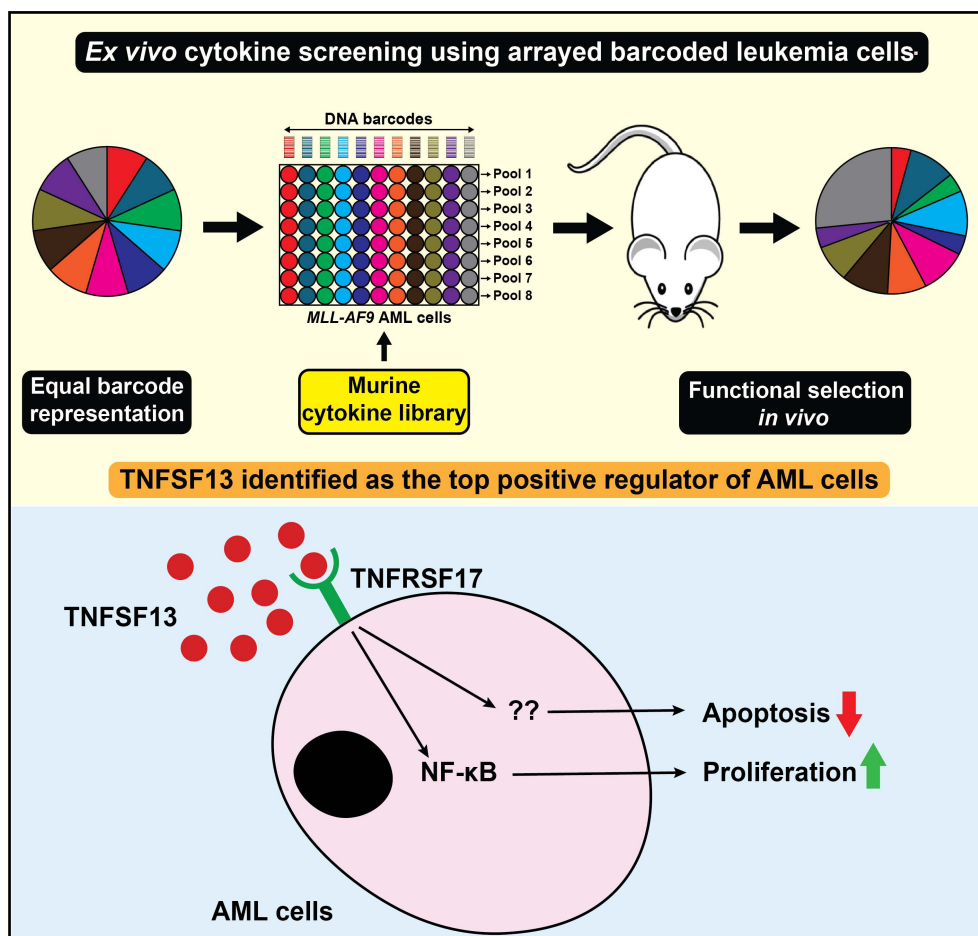 Ex vivo cytokine screening using arrayed barcoded leukemia cells.
DNA barcodes
Pool 1
Pool 2
Pool 3
Pool 4
Pool 5
Pool 6
Pool 7
Pool 8
MLL-AF9 AML cells
Equal barcode
representation
Murine
cytokine library
Functional selection
in vivo
TNFSF13 identified as the top positive regulator of AML cells
TNFRSF17
TNFSF13
??
Apoptosis
NF-κB
Proliferation
AML cells